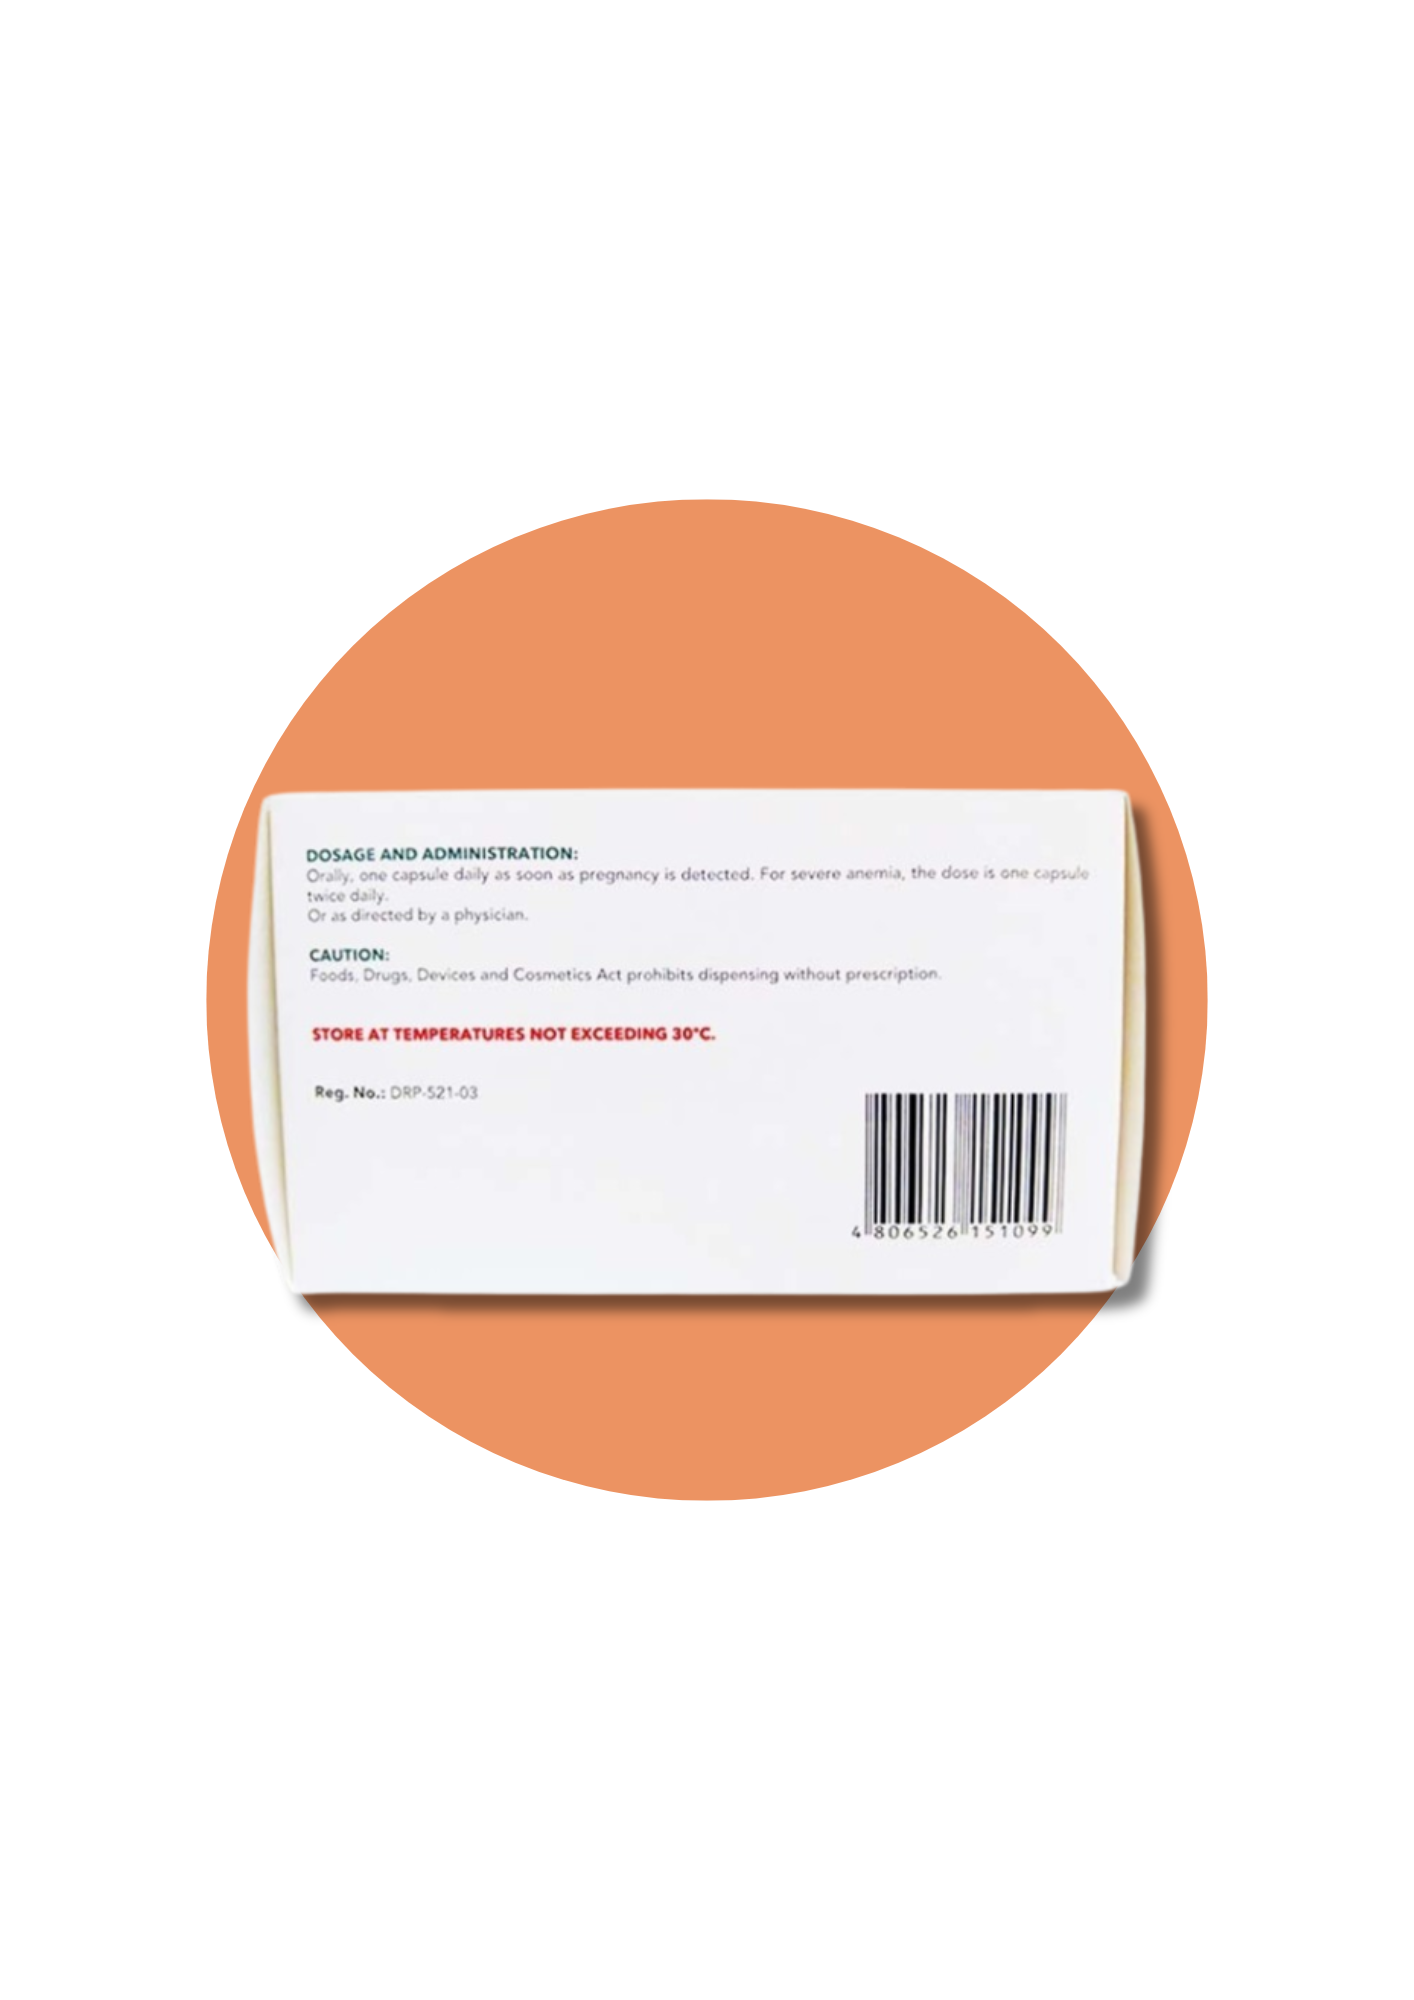 DOSAGE AND ADMINISTRATION:
Orally, one capsule daily as soon as pregnancy is detected. For severe anemia, the dose is one capsule
twice daily.
Or as directed by a physician.
CAUTION:
Foods, Drugs, Devices and Cosmetics Act prohibits dispensing without prescription.
STORE AT TEMPERATURES NOT EXCEEDING 30°C.
Reg. No.: DRP-521-03
4 806526 151099